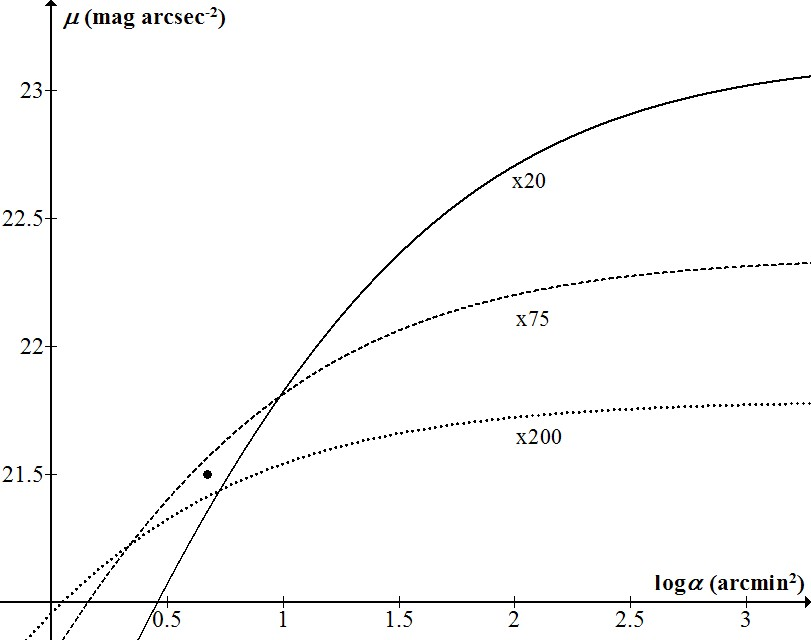 μ (mag arcsec-2)
23
x20
22.5
x75
22
x200
21.5
logα (arcmin2)
0.5 1 1.5 2 2.5 3